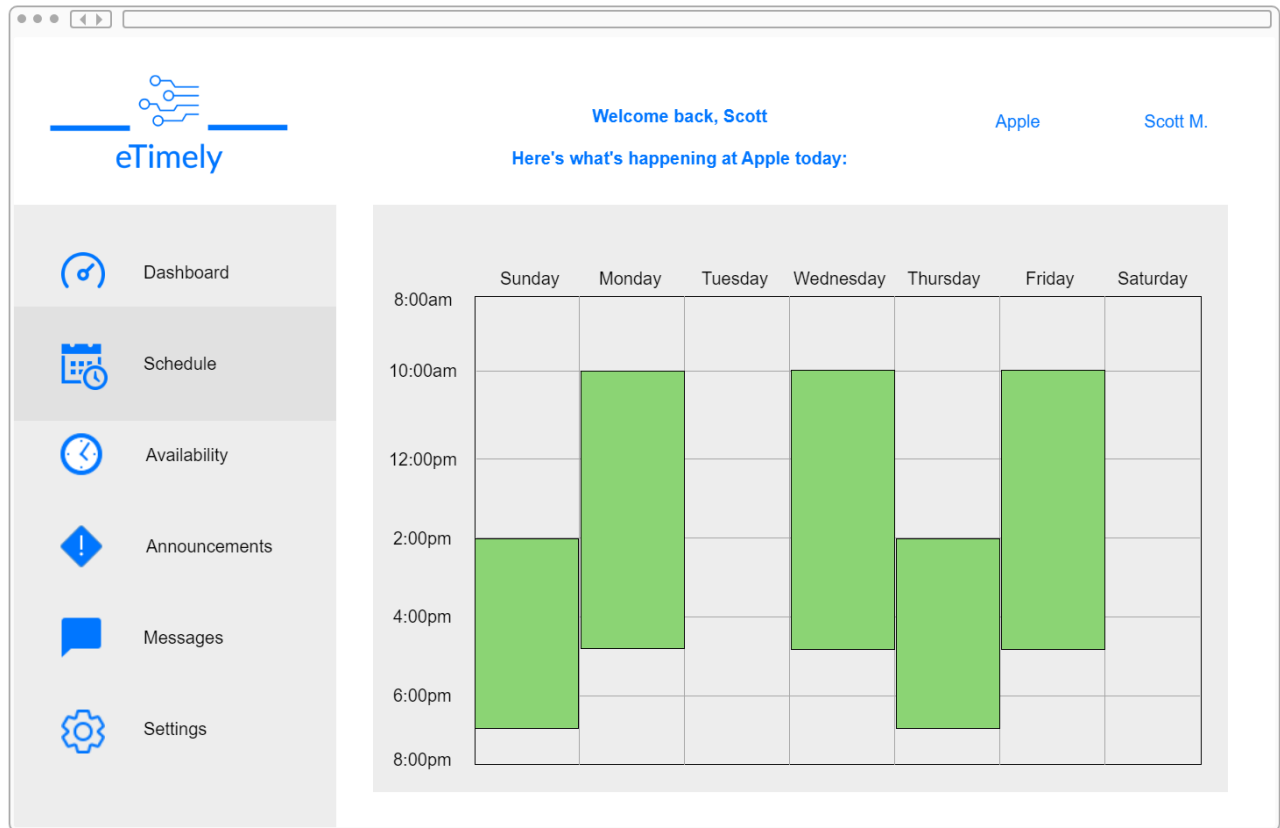 eTimely
Welcome back, Scott
Here's what's happening at Apple today:
Apple
Scott M.
Dashboard
Schedule
Availability
Announcements
Messages
Settings
Sunday Monday Tuesday Wednesday Thursday Friday Saturday
8:00am
10:00am
12:00pm
2:00pm
4:00pm
6:00pm
8:00pm